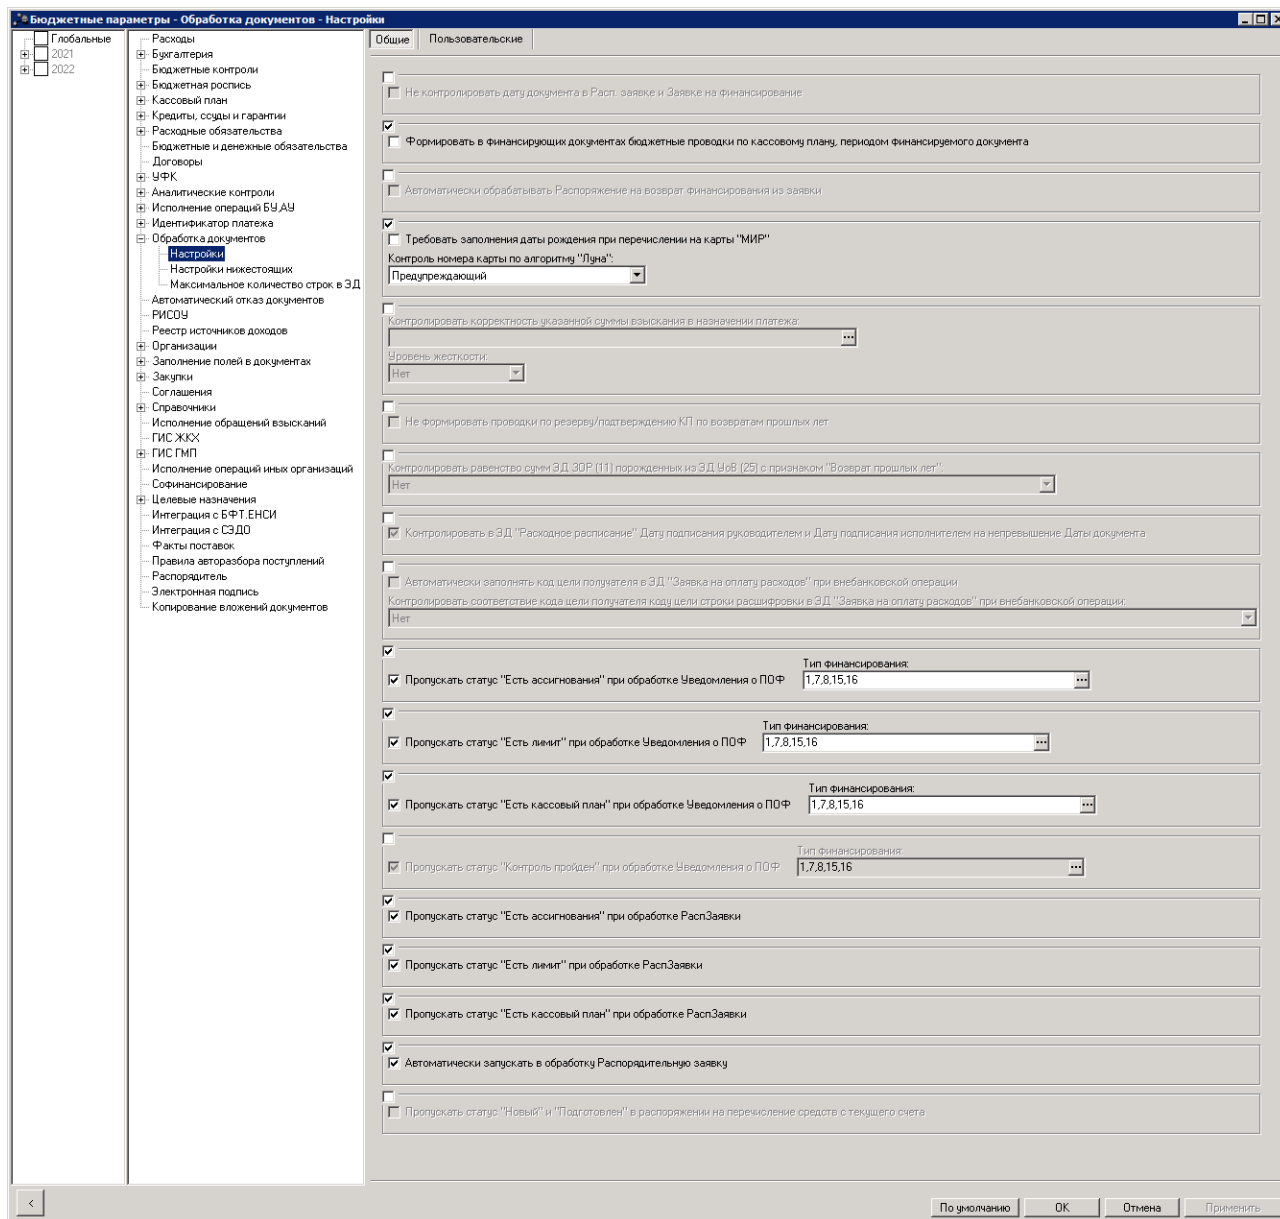 Бюджетные параметры - Обработка документов - Настройки
Глобальные
2021
2022
Расходы
Бухгалтерия
Бюджетные контроли
Бюджетная роспись
Кассовый план
Кредиты, ссуды и гарантии
Расходные обязательства
Бюджетные и денежные обязательства
Договоры
УФК
Аналитические контроли
Исполнение операций БУ,АУ
Идентификатор платежа
Обработка документов
Настройки
Настройки нижестоящих
Максимальное количество строк в ЭД
Автоматический отказ документов
РИСОУ
Реестр источников доходов
Организации
Заполнение полей в документах
Закупки
Соглашения
Справочники
Исполнение обращений взысканий
ГИС ЖКХ
ГИС ГМП
Исполнение операций иных организаций
Софинансирование
Целевые назначения
Интеграция с БФТ.ЕНСИ
Интеграция с СЭДО
Факты поставок
Правила авторазбора поступлений
Распорядитель
Электронная подпись
Копирование вложений документов
Общие
Пользовательские
Не контролировать дату документа в Расп. заявке и Заявке на финансирование
Формировать в финансирующих документах бюджетные проводки по кассовому плану, периодом финансируемого документа
Автоматически обрабатывать Распоряжение на возврат финансирования из заявки
Требовать заполнения даты рождения при перечислении на карты "МИР"
Контроль номера карты по алгоритму "Луна":
Предупреждающий
Контролировать корректность указанной суммы взыскания в назначении платежа:
...
Уровень жесткости:
Нет
Не формировать проводки по резерву/подтверждению КП по возвратам прошлых лет
Контролировать равенство сумм ЭД ЗОР (11) порожденных из ЭД УоВ (25) с признаком "Возврат прошлых лет":
Нет
Контролировать в ЭД "Расходное расписание" Дату подписания руководителем и Дату подписания исполнителем на непревышение Даты документа
Автоматически заполнять код цели получателя в ЭД "Заявка на оплату расходов" при внебанковской операции
Контролировать соответствие кода цели получателя коду цели строки расшифровки в ЭД "Заявка на оплату расходов" при внебанковской операции:
Нет
Тип финансирования:
Пропускать статус "Есть ассигнования" при обработке Уведомления о ПОФ 1,7,8,15,16 ...
Тип финансирования:
Пропускать статус "Есть лимит" при обработке Уведомления о ПОФ 1,7,8,15,16 ...
Тип финансирования:
Пропускать статус "Есть кассовый план" при обработке Уведомления о ПОФ 1,7,8,15,16 ...
Тип финансирования:
Пропускать статус "Контроль пройден" при обработке Уведомления о ПОФ 1,7,8,15,16 ...
Пропускать статус "Есть ассигнования" при обработке РаспЗаявки
Пропускать статус "Есть лимит" при обработке РаспЗаявки
Пропускать статус "Есть кассовый план" при обработке РаспЗаявки
Автоматически запускать в обработку Распорядительную заявку
Пропускать статус "Новый" и "Подготовлен" в распоряжении на перечисление средств с текущего счета
<
По умолчанию
OK
Отмена
Применить